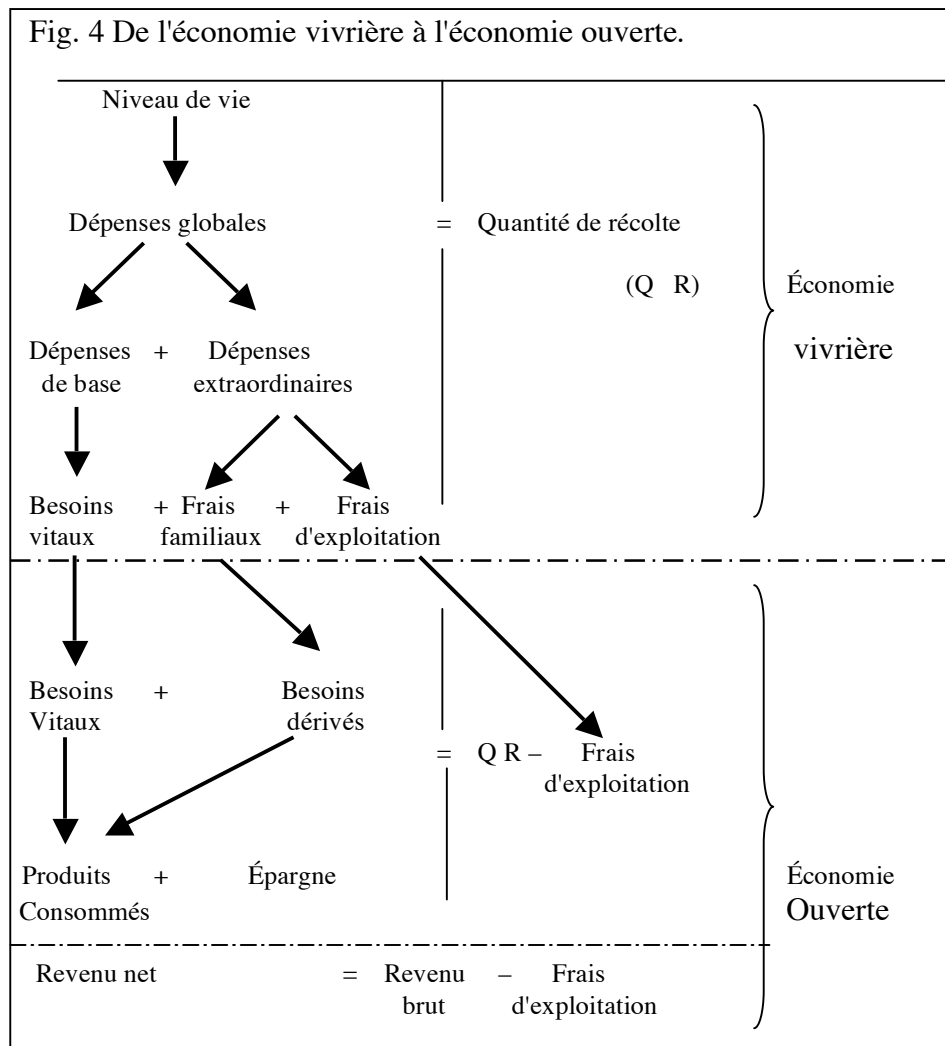 Fig. 4 De l'économie vivrière à l'économie ouverte.
Niveau de vie
Dépenses globales = Quantité de récolte
(Q R) Économie
Dépenses + Dépenses vivrière
de base extraordinaires
Besoins + Frais + Frais
vitaux familiaux d'exploitation
Besoins + Besoins
Vitaux dérivés
= Q R – Frais
d'exploitation
Produits + Épargne Économie
Consommés Ouverte
Revenu net = Revenu – Frais
brut d'exploitation